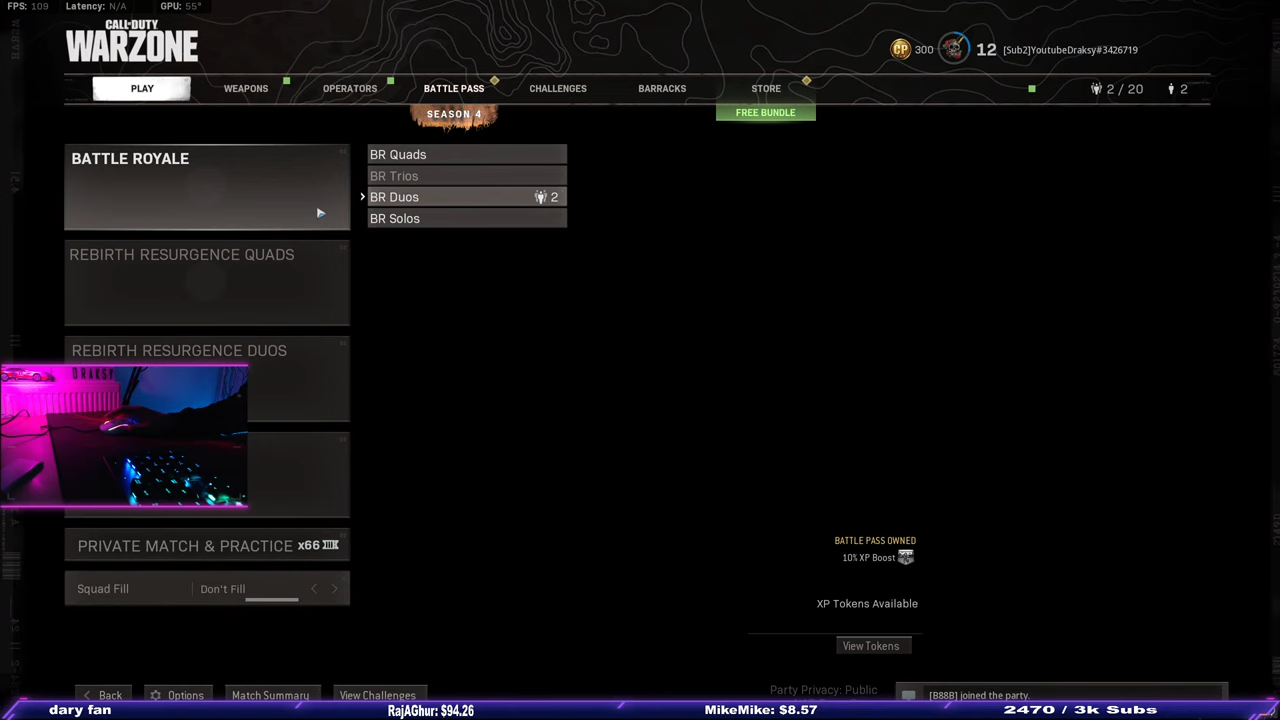 FPS: 109 Latency: N/A GPU: 55°
CALL OF DUTY
WARZONE
CP 300 12 [Sub2]YoutubeDraksy#3426719
PLAY WEAPONS OPERATORS BATTLE PASS CHALLENGES BARRACKS STORE 2 / 20 2
SEASON 4 FREE BUNDLE
BATTLE ROYALE
BR Quads
BR Trios
BR Duos 2
BR Solos
REBIRTH RESURGENCE QUADS
REBIRTH RESURGENCE DUOS
DRAKSY
PRIVATE MATCH & PRACTICE x66
Squad Fill Don't Fill
BATTLE PASS OWNED
10% XP Boost
XP Tokens Available
View Tokens
Party Privacy: Public
Back Options Match Summary View Challenges
[B88B] joined the party.
dary fan RajAGhur: $94.26 MikeMike: $8.57 2470 / 3k Subs